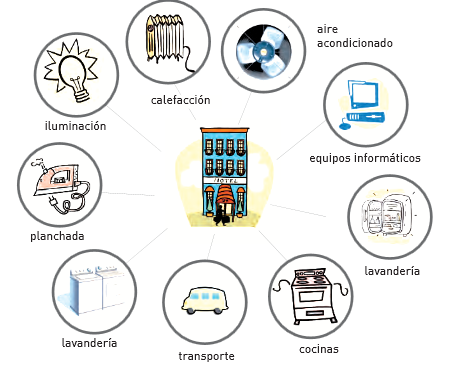 aire
acondicionado
calefacción
iluminación
equipos informáticos
HOTEL
planchada
lavandería
lavandería
cocinas
transporte